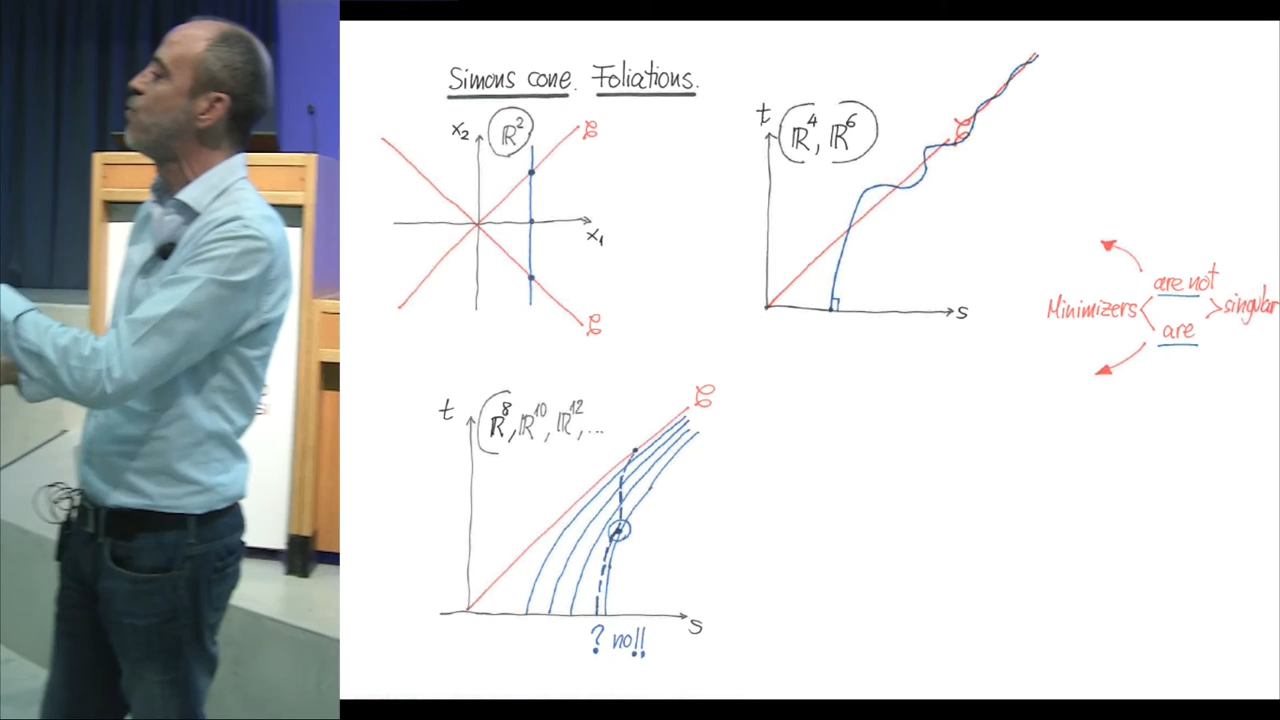 Simons cone. Foliations.
x₂
ℝ²
𝓒
x₁
𝓒
t
(ℝ⁴, ℝ⁶)
𝓒
s
Minimizers
are not
are
singular
t
(ℝ⁸, ℝ¹⁰, ℝ¹², ...
𝓒
s
? no!!